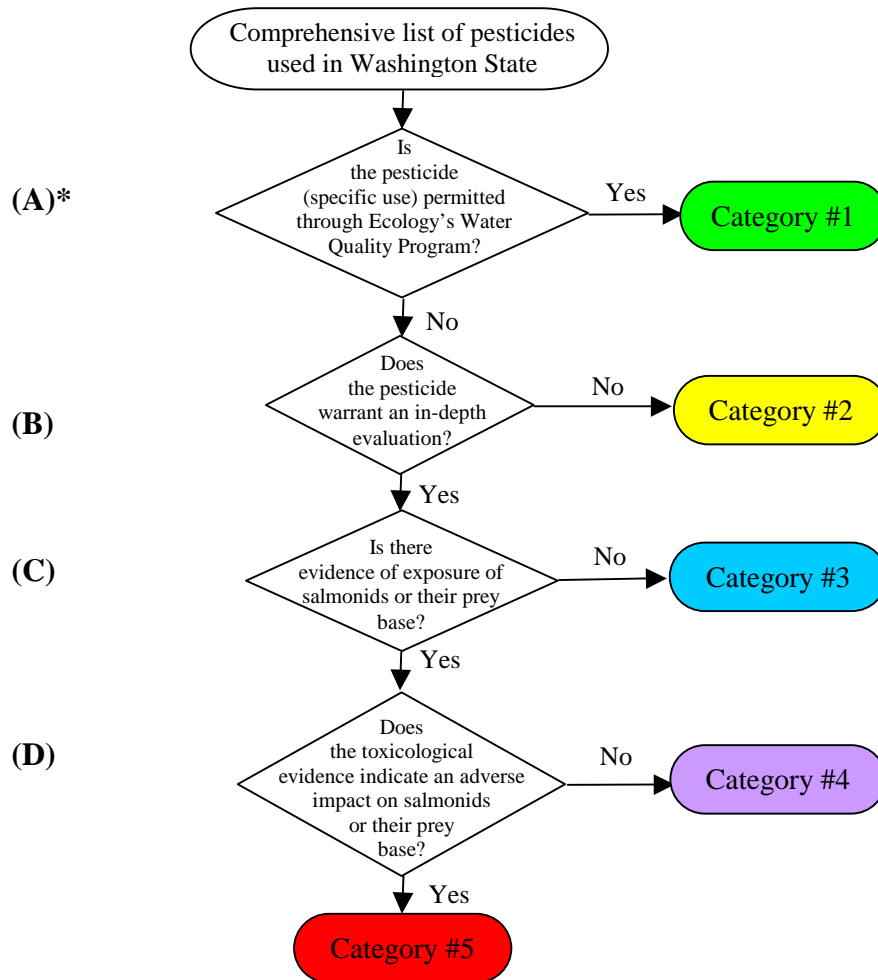 Comprehensive list of pesticides
used in Washington State
(A)*
Is
the pesticide
(specific use) permitted
through Ecology's Water
Quality Program?
Yes
Category #1
No
(B)
Does
the pesticide
warrant an in-depth
evaluation?
No
Category #2
Yes
(C)
Is there
evidence of exposure of
salmonids or their prey
base?
No
Category #3
Yes
(D)
Does
the toxicological
evidence indicate an adverse
impact on salmonids
or their prey
base?
No
Category #4
Yes
Category #5